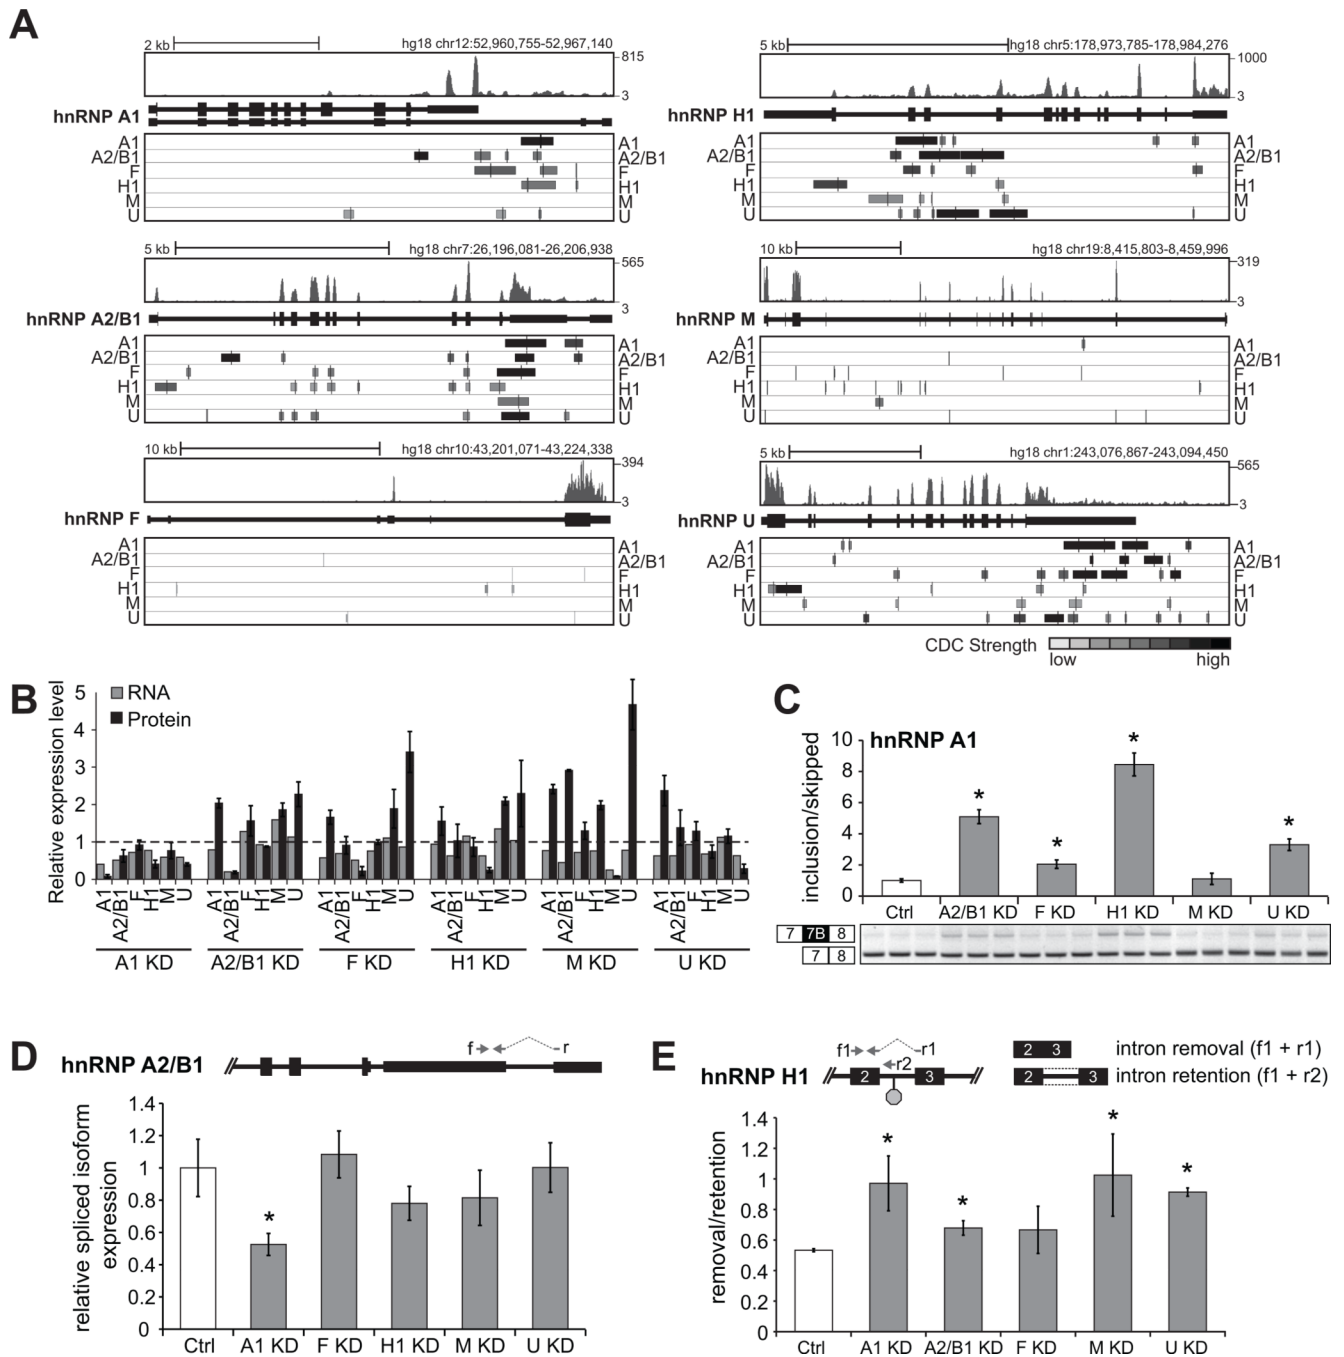 A
2 kb
hg18 chr12:52,960,755-52,967,140
815
3
hnRNP A1
A1 A1
A2/B1 A2/B1
F F
H1 H1
M M
U U
5 kb
hg18 chr5:178,973,785-178,984,276
1000
3
hnRNP H1
A1 A1
A2/B1 A2/B1
F F
H1 H1
M M
U U
5 kb
hg18 chr7:26,196,081-26,206,938
565
3
hnRNP A2/B1
A1 A1
A2/B1 A2/B1
F F
H1 H1
M M
U U
10 kb
hg18 chr19:8,415,803-8,459,996
319
3
hnRNP M
A1 A1
A2/B1 A2/B1
F F
H1 H1
M M
U U
10 kb
hg18 chr10:43,201,071-43,224,338
394
3
hnRNP F
A1 A1
A2/B1 A2/B1
F F
H1 H1
M M
U U
5 kb
hg18 chr1:243,076,867-243,094,450
565
3
hnRNP U
A1 A1
A2/B1 A2/B1
F F
H1 H1
M M
U U
CDC Strength
low high
B
Relative expression level
5
4
3
2
1
0
RNA
Protein
A1 A2/B1 F H1 M U A1 A2/B1 F H1 M U A1 A2/B1 F H1 M U A1 A2/B1 F H1 M U A1 A2/B1 F H1 M U A1 A2/B1 F H1 M U
A1 KD A2/B1 KD F KD H1 KD M KD U KD
C
hnRNP A1
inclusion/skipped
10
8
6
4
2
0
* * * *
Ctrl A2/B1 KD F KD H1 KD M KD U KD
7 7B 8
7 8
D
hnRNP A2/B1
f r
relative spliced isoform expression
1.4
1.2
1
0.8
0.6
0.4
0.2
0
*
Ctrl A1 KD F KD H1 KD M KD U KD
E
hnRNP H1
f1 r1
r2
2 3
2 3 intron removal (f1 + r1)
2 3 intron retention (f1 + r2)
removal/retention
1.4
1.2
1
0.8
0.6
0.4
0.2
0
* * * *
Ctrl A1 KD A2/B1 KD F KD M KD U KD